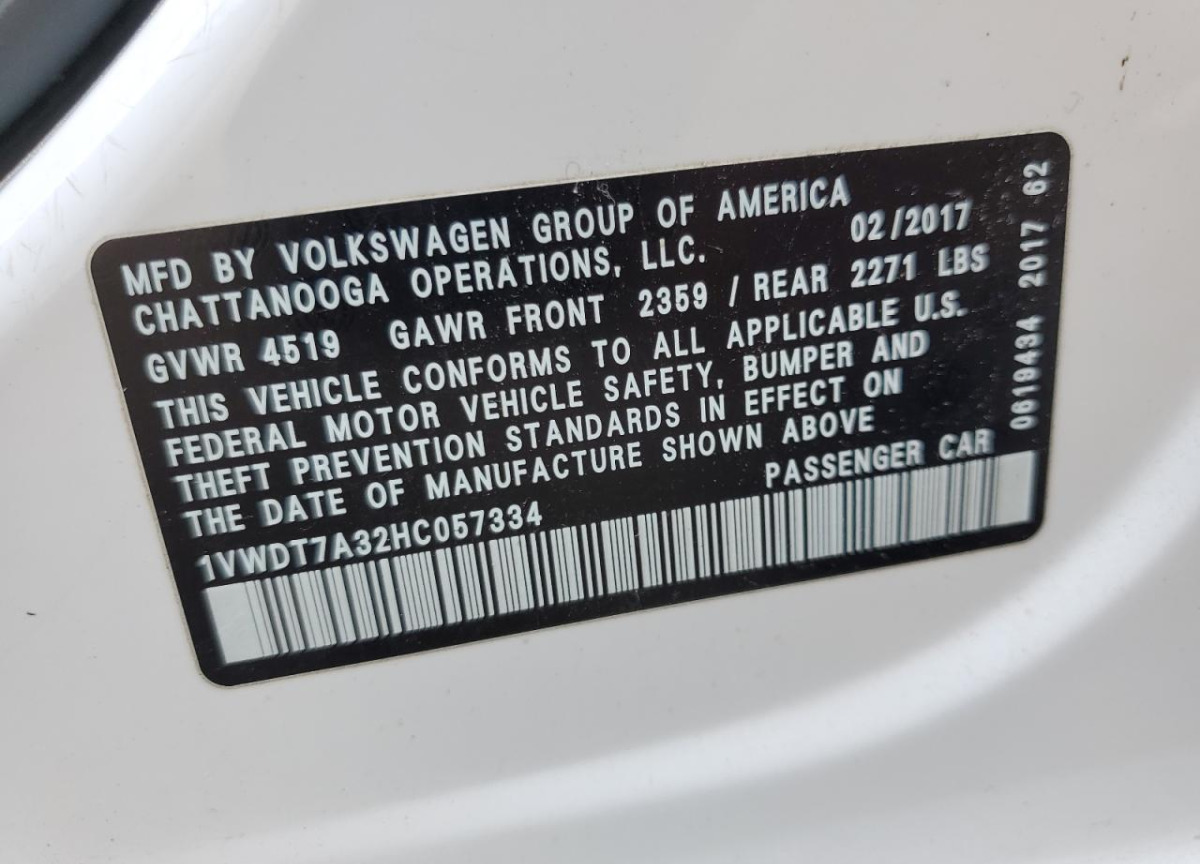 MFD BY VOLKSWAGEN GROUP OF AMERICA
CHATTANOOGA OPERATIONS, LLC. 02/2017
GVWR 4519 GAWR FRONT 2359 / REAR 2271 LBS
THIS VEHICLE CONFORMS TO ALL APPLICABLE U.S.
FEDERAL MOTOR VEHICLE SAFETY, BUMPER AND
THEFT PREVENTION STANDARDS IN EFFECT ON
THE DATE OF MANUFACTURE SHOWN ABOVE
1VWDT7A32HC057334 PASSENGER CAR
0619434 2017 62